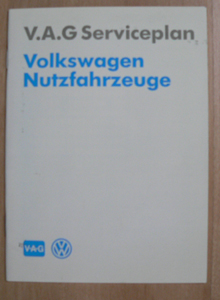 V.A.G Serviceplan
Volkswagen
Nutzfahrzeuge
V·A·G